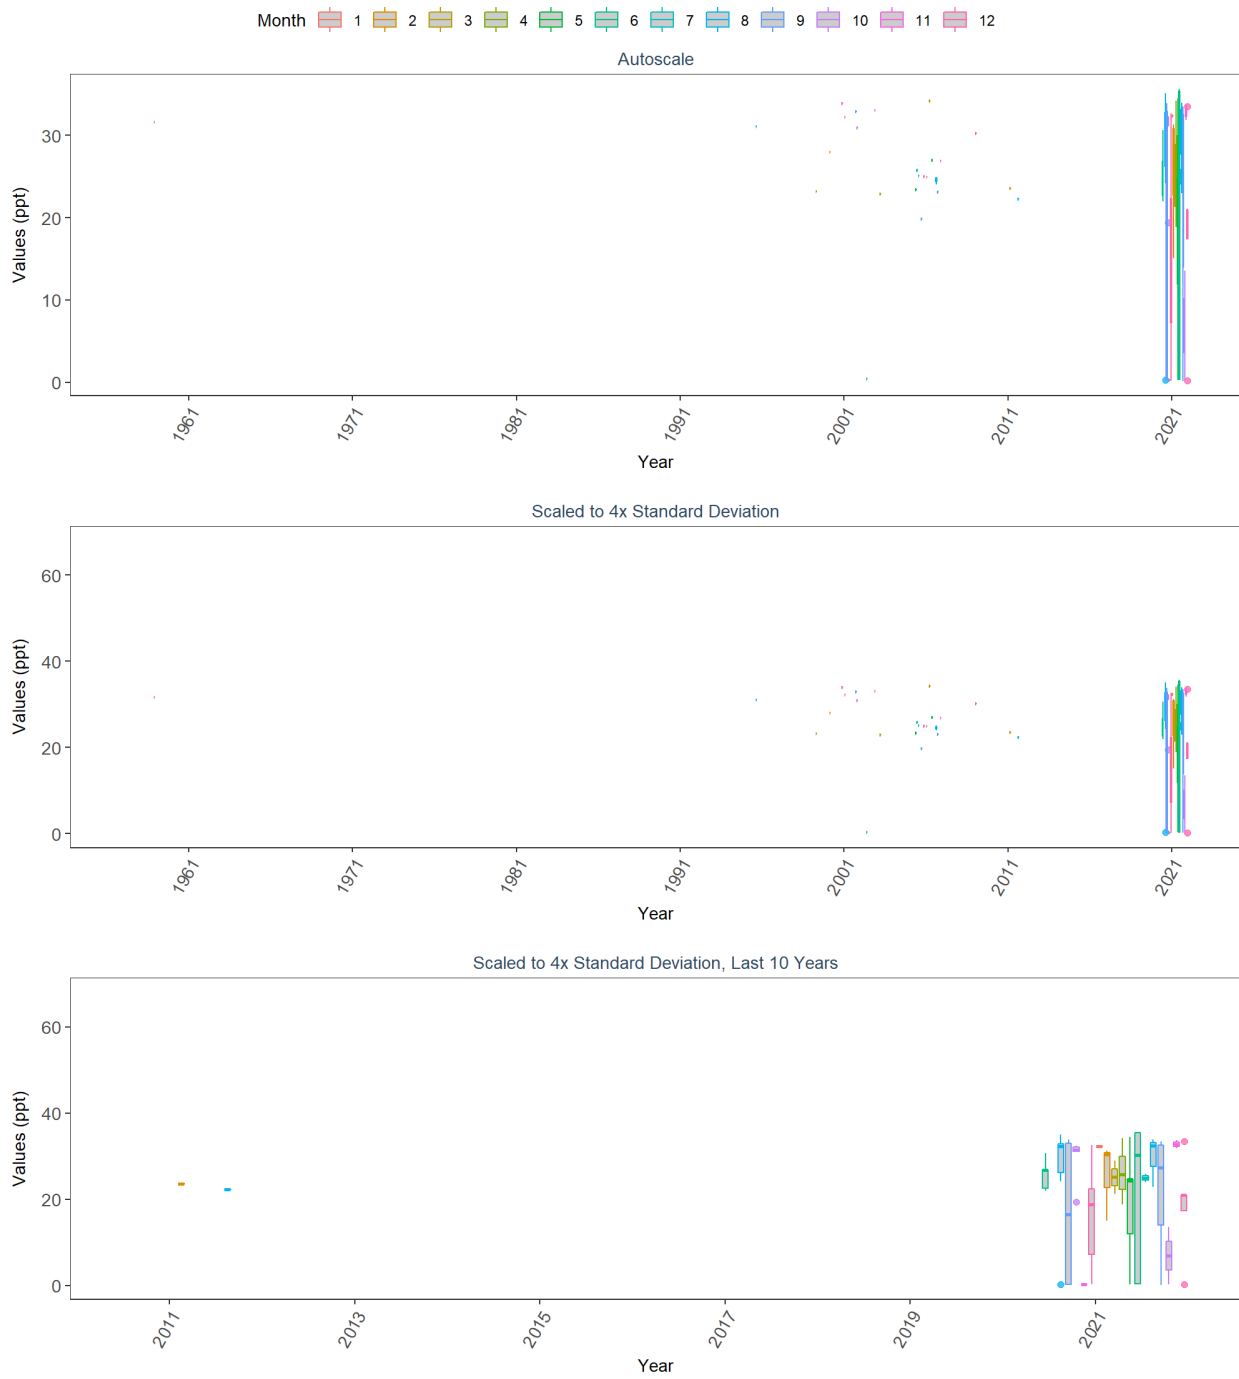 Month 1 2 3 4 5 6 7 8 9 10 11 12
Autoscale
Values (ppt)
30
20
10
0
1961 1971 1981 1991 2001 2011 2021
Year
Scaled to 4x Standard Deviation
Values (ppt)
60
40
20
0
1961 1971 1981 1991 2001 2011 2021
Year
Scaled to 4x Standard Deviation, Last 10 Years
Values (ppt)
60
40
20
0
2011 2013 2015 2017 2019 2021
Year